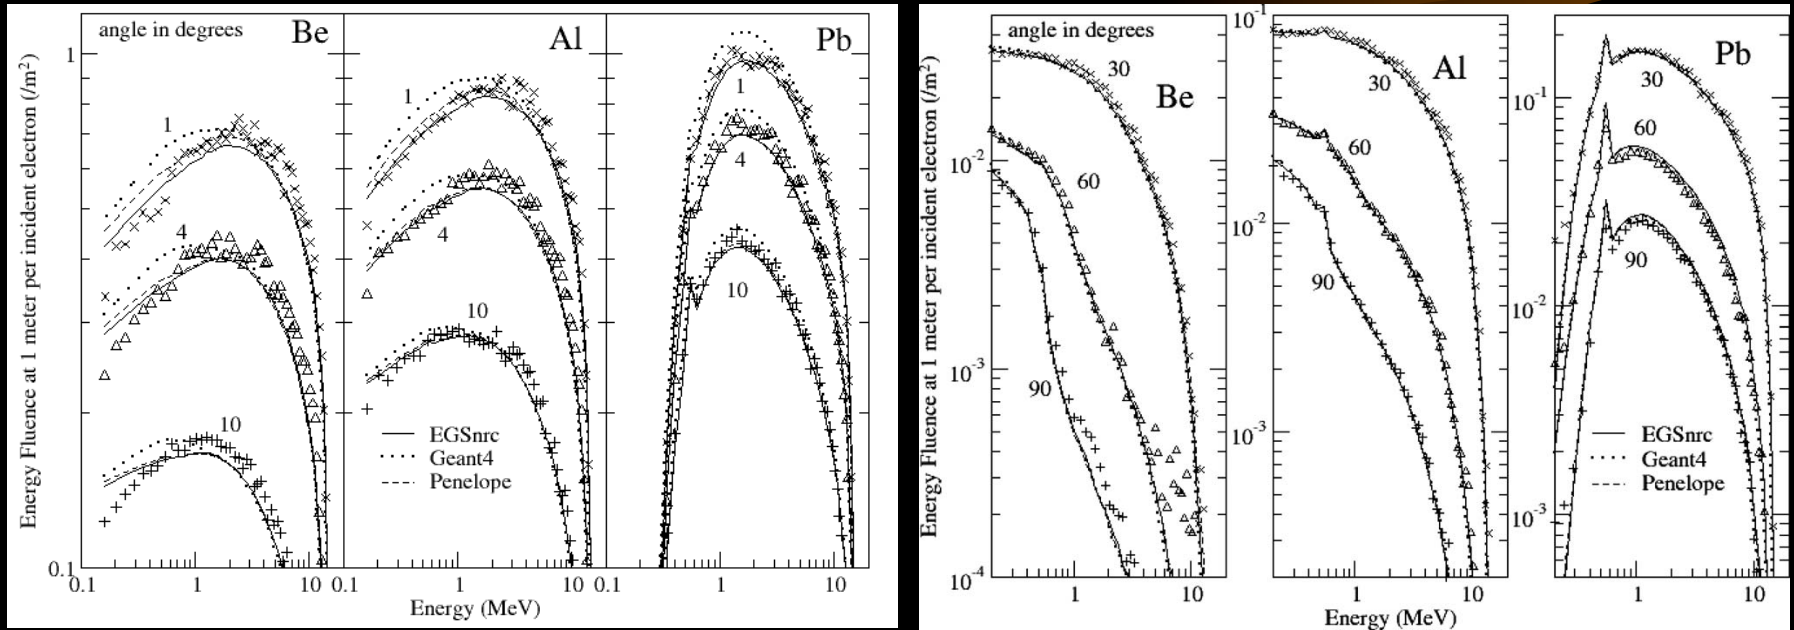 angle in degrees
Be
Al
Pb
Energy Fluence at 1 meter per incident electron (/m²)
1
0.1
1
4
10
1
4
10
1
4
10
EGSnrc
Geant4
Penelope
0.1
1
10
0.1
1
10
0.1
1
10
Energy (MeV)
angle in degrees
Be
Al
Pb
Energy Fluence at 1 meter per incident electron (/m²)
10⁻²
10⁻³
10⁻⁴
10⁻¹
10⁻²
10⁻³
10⁻¹
10⁻²
10⁻³
30
60
90
30
60
90
30
60
90
EGSnrc
Geant4
Penelope
1
10
1
10
1
10
Energy (MeV)